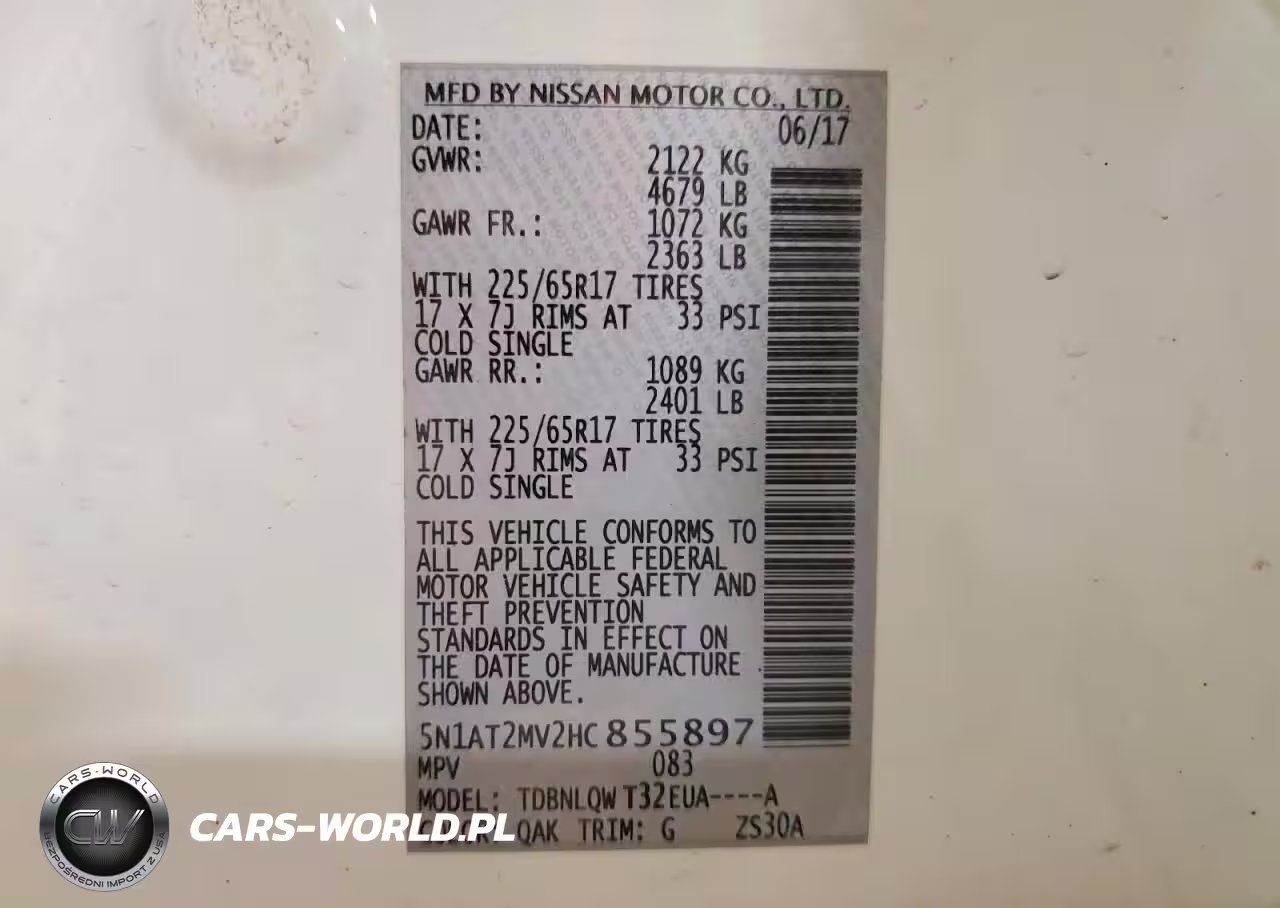 MFD BY NISSAN MOTOR CO., LTD.
DATE: 06/17
GVWR: 2122 KG
4679 LB
GAWR FR.: 1072 KG
2363 LB
WITH 225/65R17 TIRES
17 X 7J RIMS AT 33 PSI
COLD SINGLE
GAWR RR.: 1089 KG
2401 LB
WITH 225/65R17 TIRES
17 X 7J RIMS AT 33 PSI
COLD SINGLE
THIS VEHICLE CONFORMS TO
ALL APPLICABLE FEDERAL
MOTOR VEHICLE SAFETY AND
THEFT PREVENTION
STANDARDS IN EFFECT ON
THE DATE OF MANUFACTURE
SHOWN ABOVE.
5N1AT2MV2HC855897
MPV 083
MODEL: TDBNLQWT32EUA----A
QAK TRIM: G ZS30A
CARS-WORLD
CW
BEZPOŚREDNI IMPORT Z USA
CARS-WORLD.PL